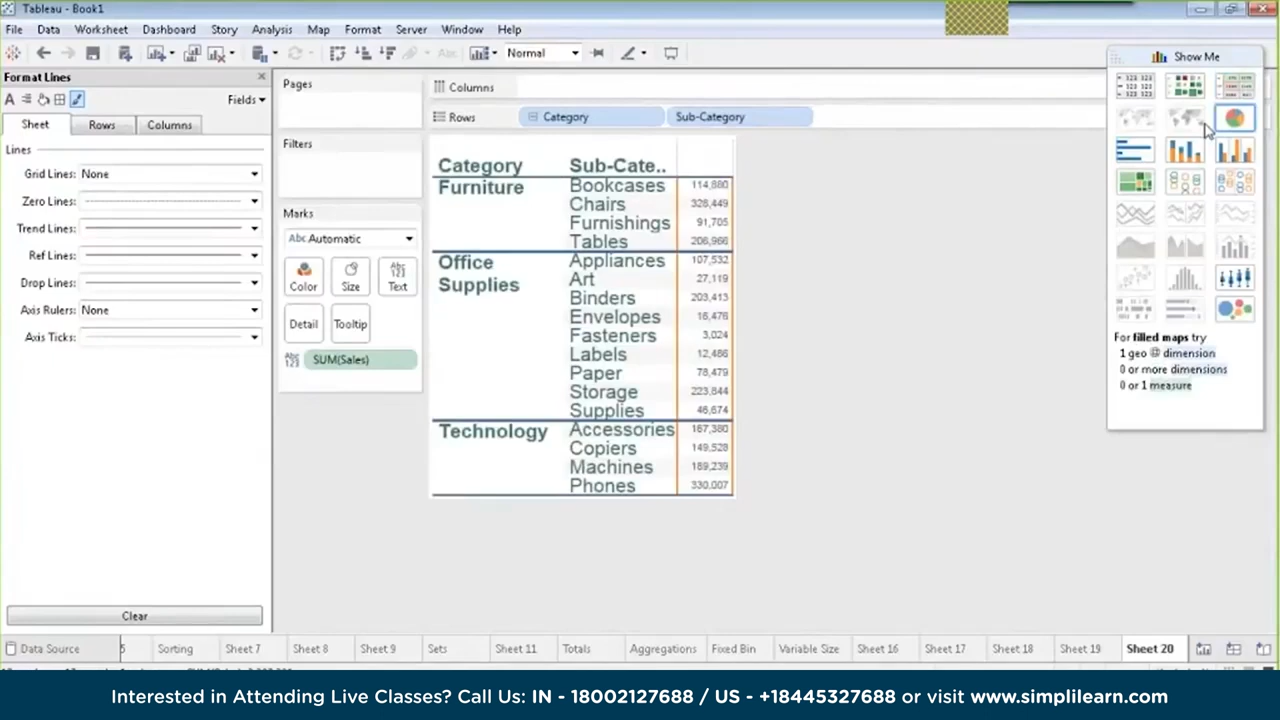 Tableau - Book1
File Data Worksheet Dashboard Story Analysis Map Format Server Window Help
Normal
Abc
Format Lines
Fields
Sheet Rows Columns
Lines
Grid Lines: None
Zero Lines:
Trend Lines:
Ref Lines:
Drop Lines:
Axis Rulers: None
Axis Ticks:
Clear
Pages
Filters
Marks
Abc Automatic
Color Size Abc 123 Text
Detail Tooltip
Abc 123 SUM(Sales)
Columns
Rows Category Sub-Category
Category Sub-Cate..
Furniture Bookcases 114,880
Chairs 328,449
Furnishings 91,705
Tables 206,966
Office Supplies Appliances 107,532
Art 27,119
Binders 203,413
Envelopes 16,476
Fasteners 3,024
Labels 12,486
Paper 78,479
Storage 223,844
Supplies 46,674
Technology Accessories 167,380
Copiers 149,528
Machines 189,239
Phones 330,007
Show Me
For filled maps try
1 geo dimension
0 or more dimensions
0 or 1 measure
Data Source 5 Sorting Sheet 7 Sheet 8 Sheet 9 Sets Sheet 11 Totals Aggregations Fixed Bin Variable Size Sheet 16 Sheet 17 Sheet 18 Sheet 19 Sheet 20
Interested in Attending Live Classes? Call Us: IN - 18002127688 / US - +18445327688 or visit www.simplilearn.com